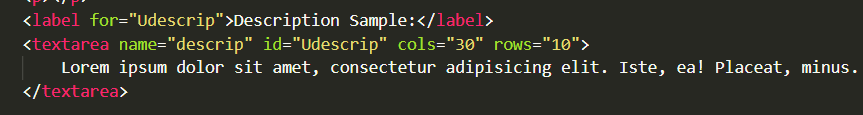 <p></p>
<label for="Udescrip">Description Sample:</label>
<textarea name="descrip" id="Udescrip" cols="30" rows="10">
    Lorem ipsum dolor sit amet, consectetur adipisicing elit. Iste, ea! Placeat, minus.
</textarea>